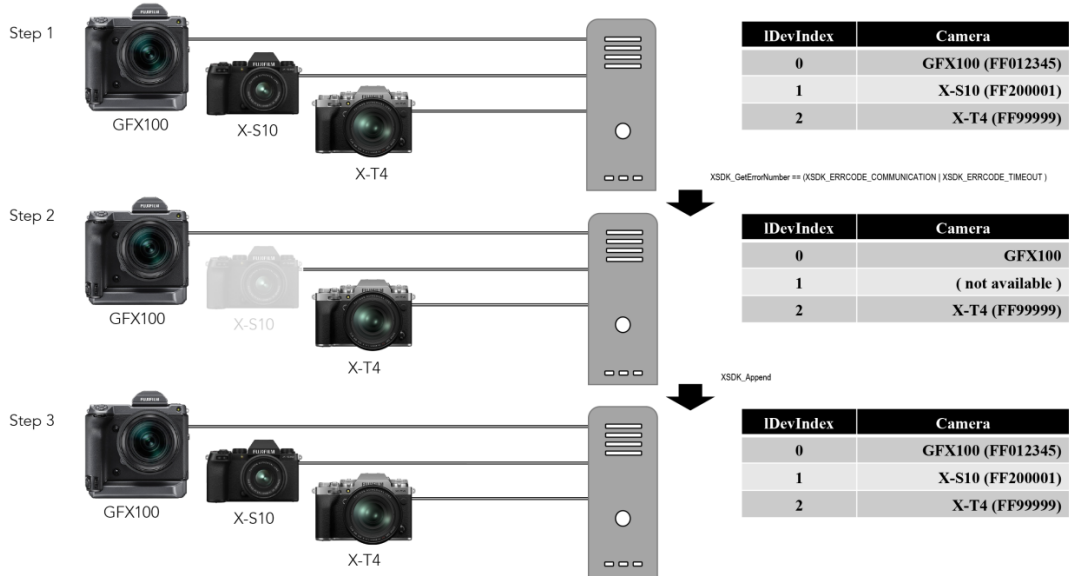 Step 1
GFX100
X-S10
X-T4
lDevIndex Camera
0 GFX100 (FF012345)
1 X-S10 (FF200001)
2 X-T4 (FF99999)
XSDK_GetErrorNumber == (XSDK_ERRCODE_COMMUNICATION | XSDK_ERRCODE_TIMEOUT )
Step 2
GFX100
X-S10
X-T4
lDevIndex Camera
0 GFX100
1 ( not available )
2 X-T4 (FF99999)
XSDK_Append
Step 3
GFX100
X-S10
X-T4
lDevIndex Camera
0 GFX100 (FF012345)
1 X-S10 (FF200001)
2 X-T4 (FF99999)